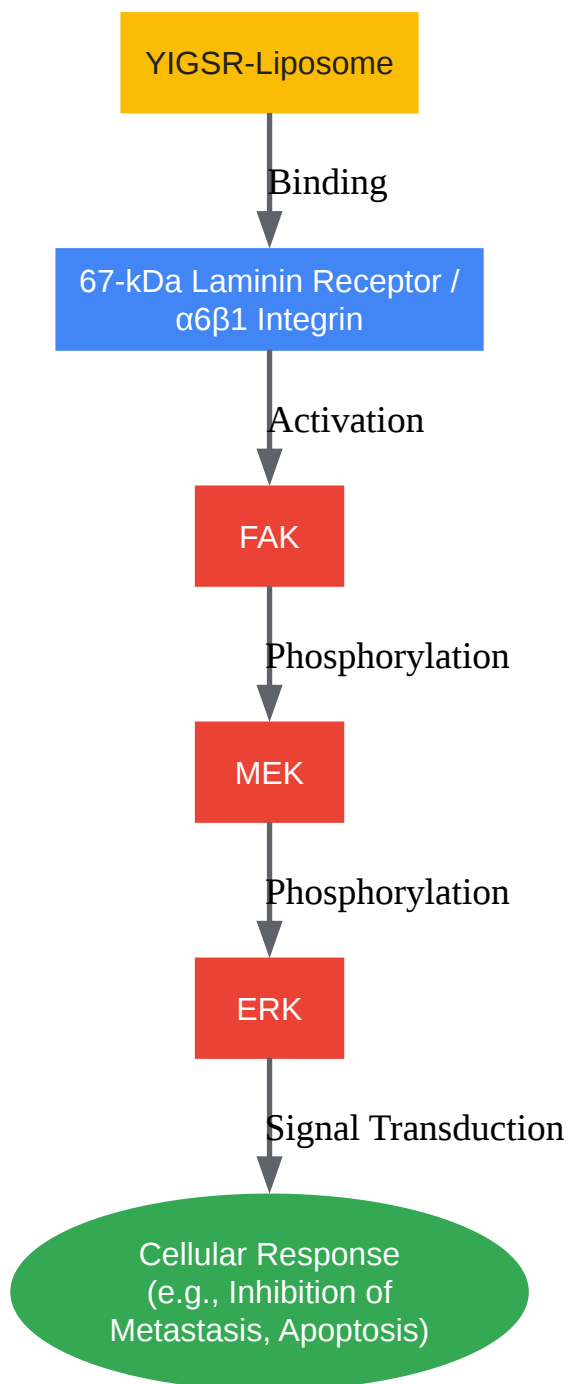 YIGSR-Liposome
Binding
67-kDa Laminin Receptor /
α6β1 Integrin
Activation
FAK
Phosphorylation
MEK
Phosphorylation
ERK
Signal Transduction
Cellular Response
(e.g., Inhibition of
Metastasis, Apoptosis)